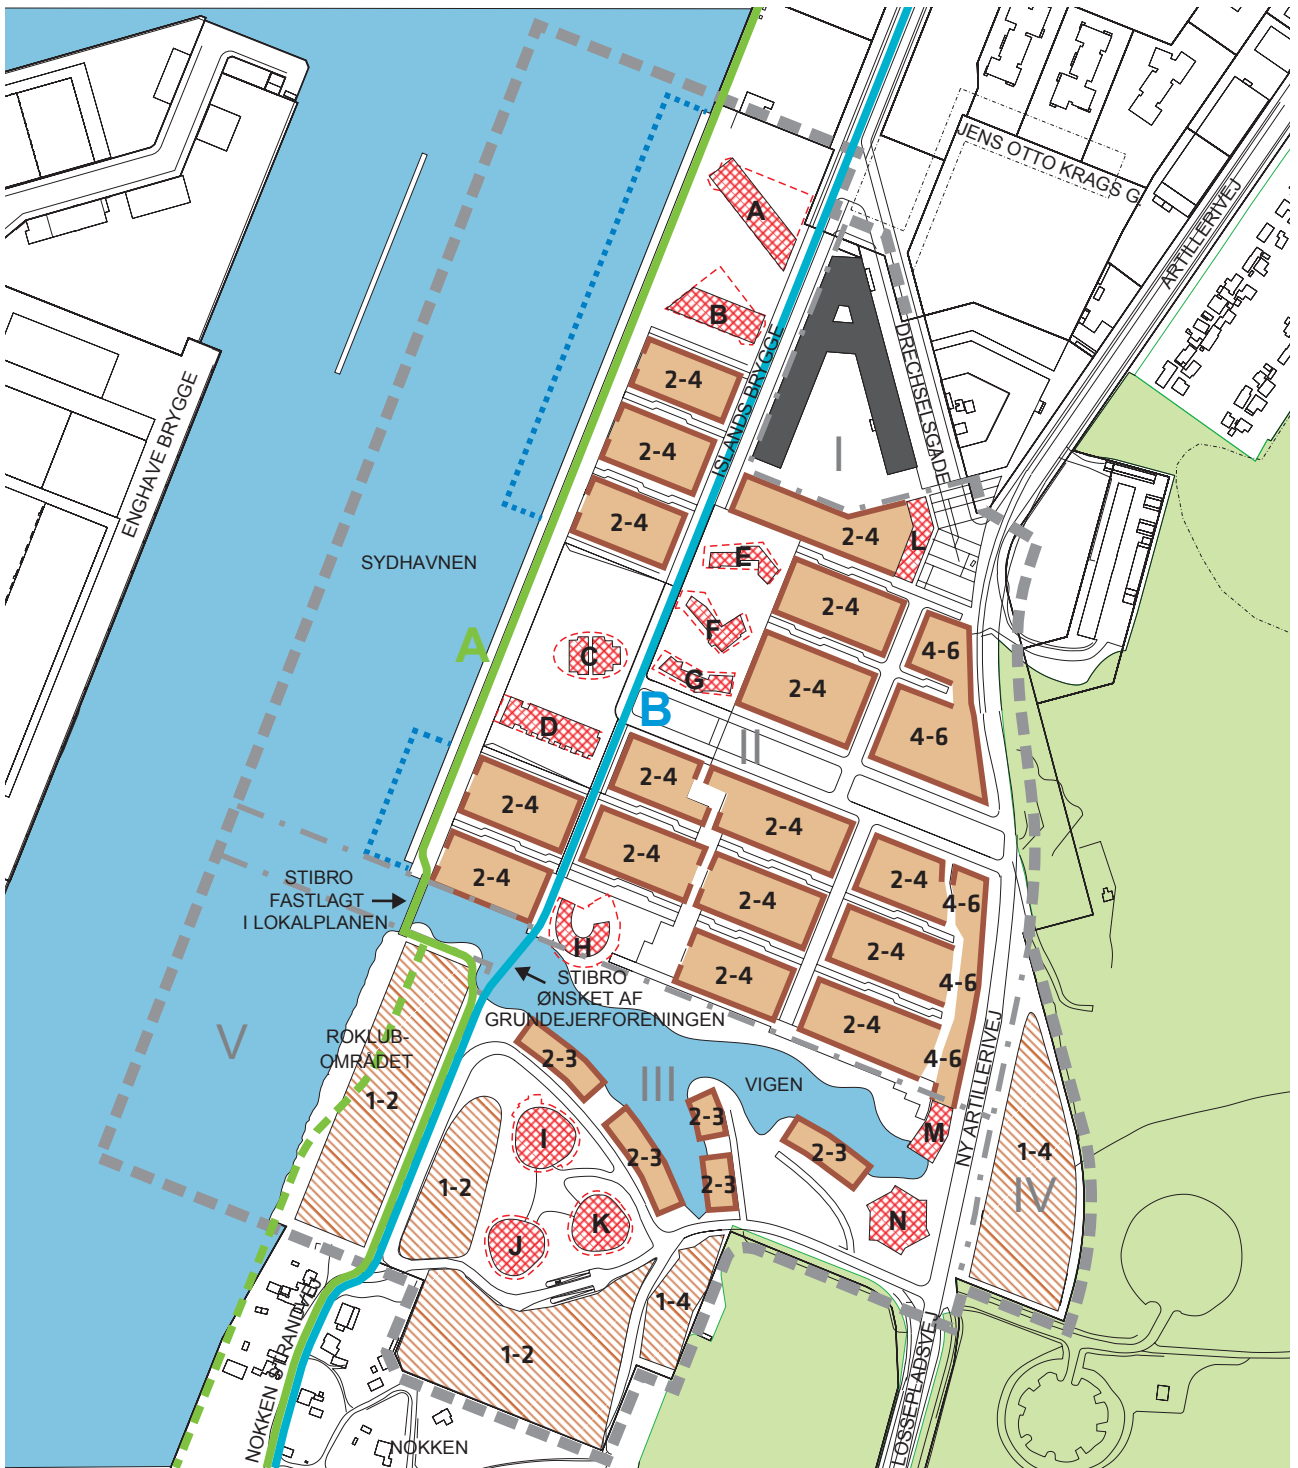 JENS OTTO KRAGS G.
ARTILLERIVEJ
A
B
ISLANDS BRYGGE
DRECHSELSGADE
2-4
ENGHAVE BRYGGE
2-4
I
2-4
2-4
L
SYDHAVNEN
E
2-4
F
4-6
A
C
G
2-4
B
D
II
4-6
2-4
2-4
2-4
2-4
STIBRO
FASTLAGT
I LOKALPLANEN
2-4
2-4
2-4
4-6
H
2-4
2-4
4-6
STIBRO
ØNSKET AF
GRUNDEJERFORENINGEN
2-4
V
ROKLUB-
OMRÅDET
2-3
III
VIGEN
4-6
NY ARTILLERIVEJ
1-2
2-3
M
I
2-3
2-3
1-4
1-2
2-3
IV
K
N
J
NOKKEN STRANDVEJ
1-4
1-2
LOSSEPLADSVEJ
NOKKEN